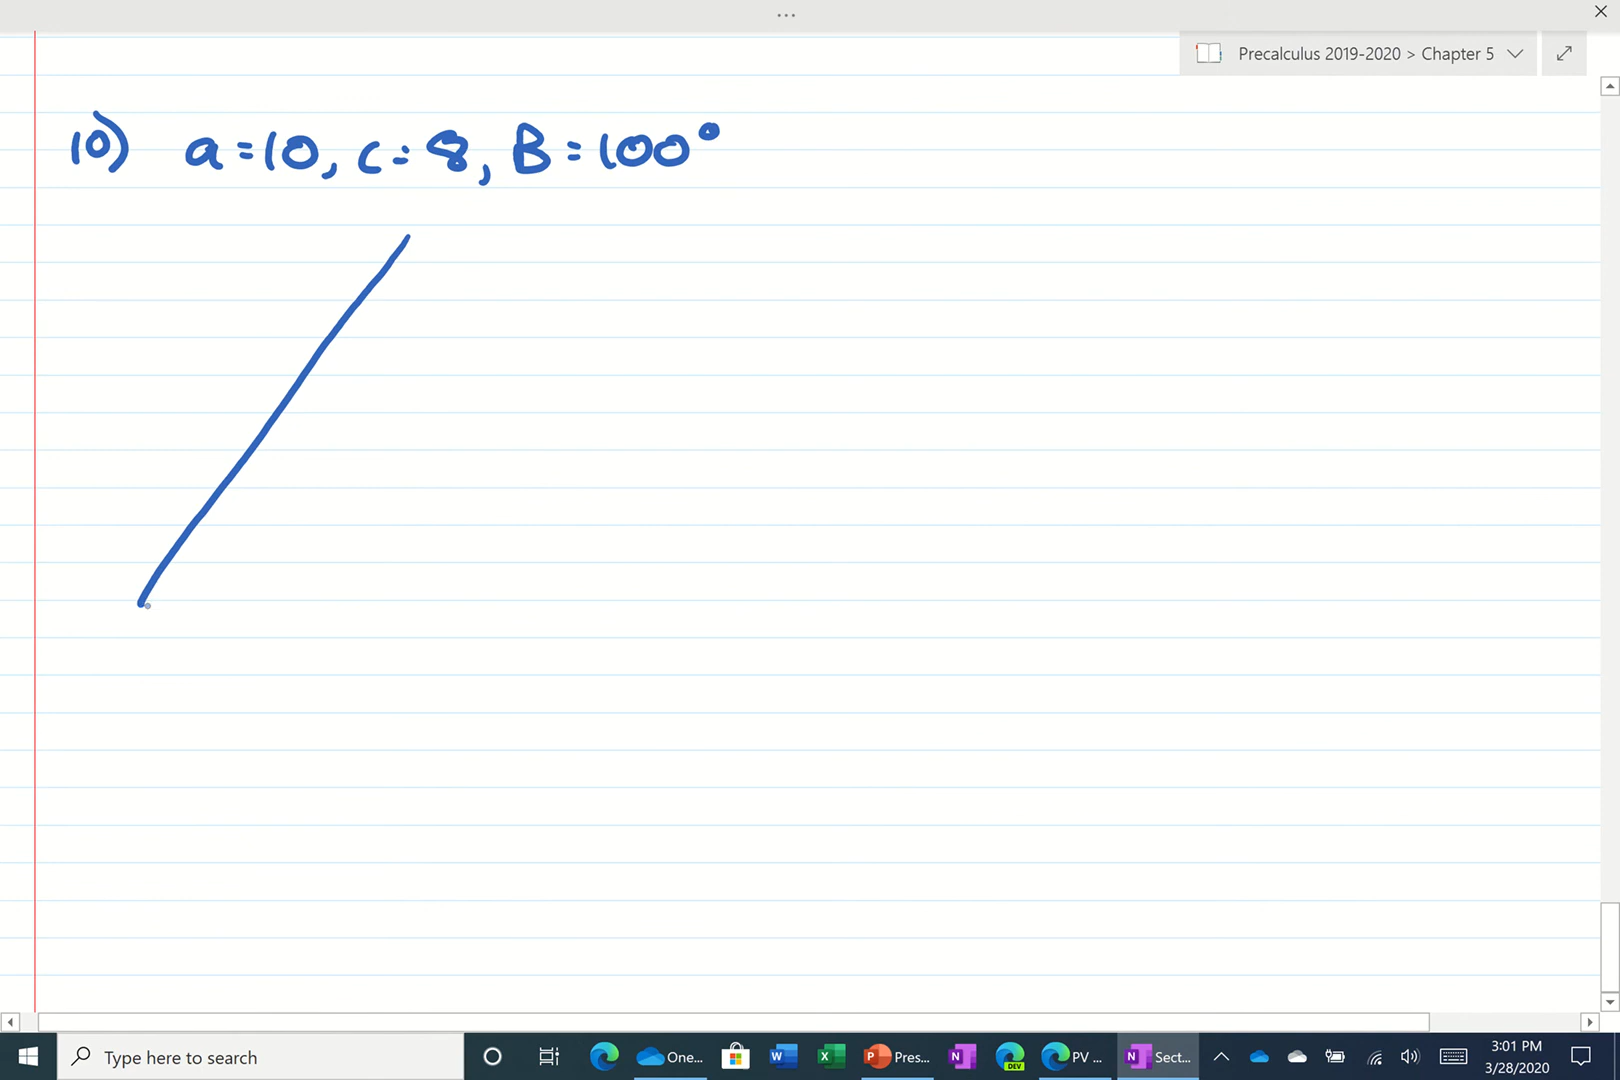 ...
Precalculus 2019-2020 > Chapter 5
10) a=10, c=8, B=100°
Type here to search
One...
Pres...
DEV
PV ...
Sect...
3:01 PM
3/28/2020